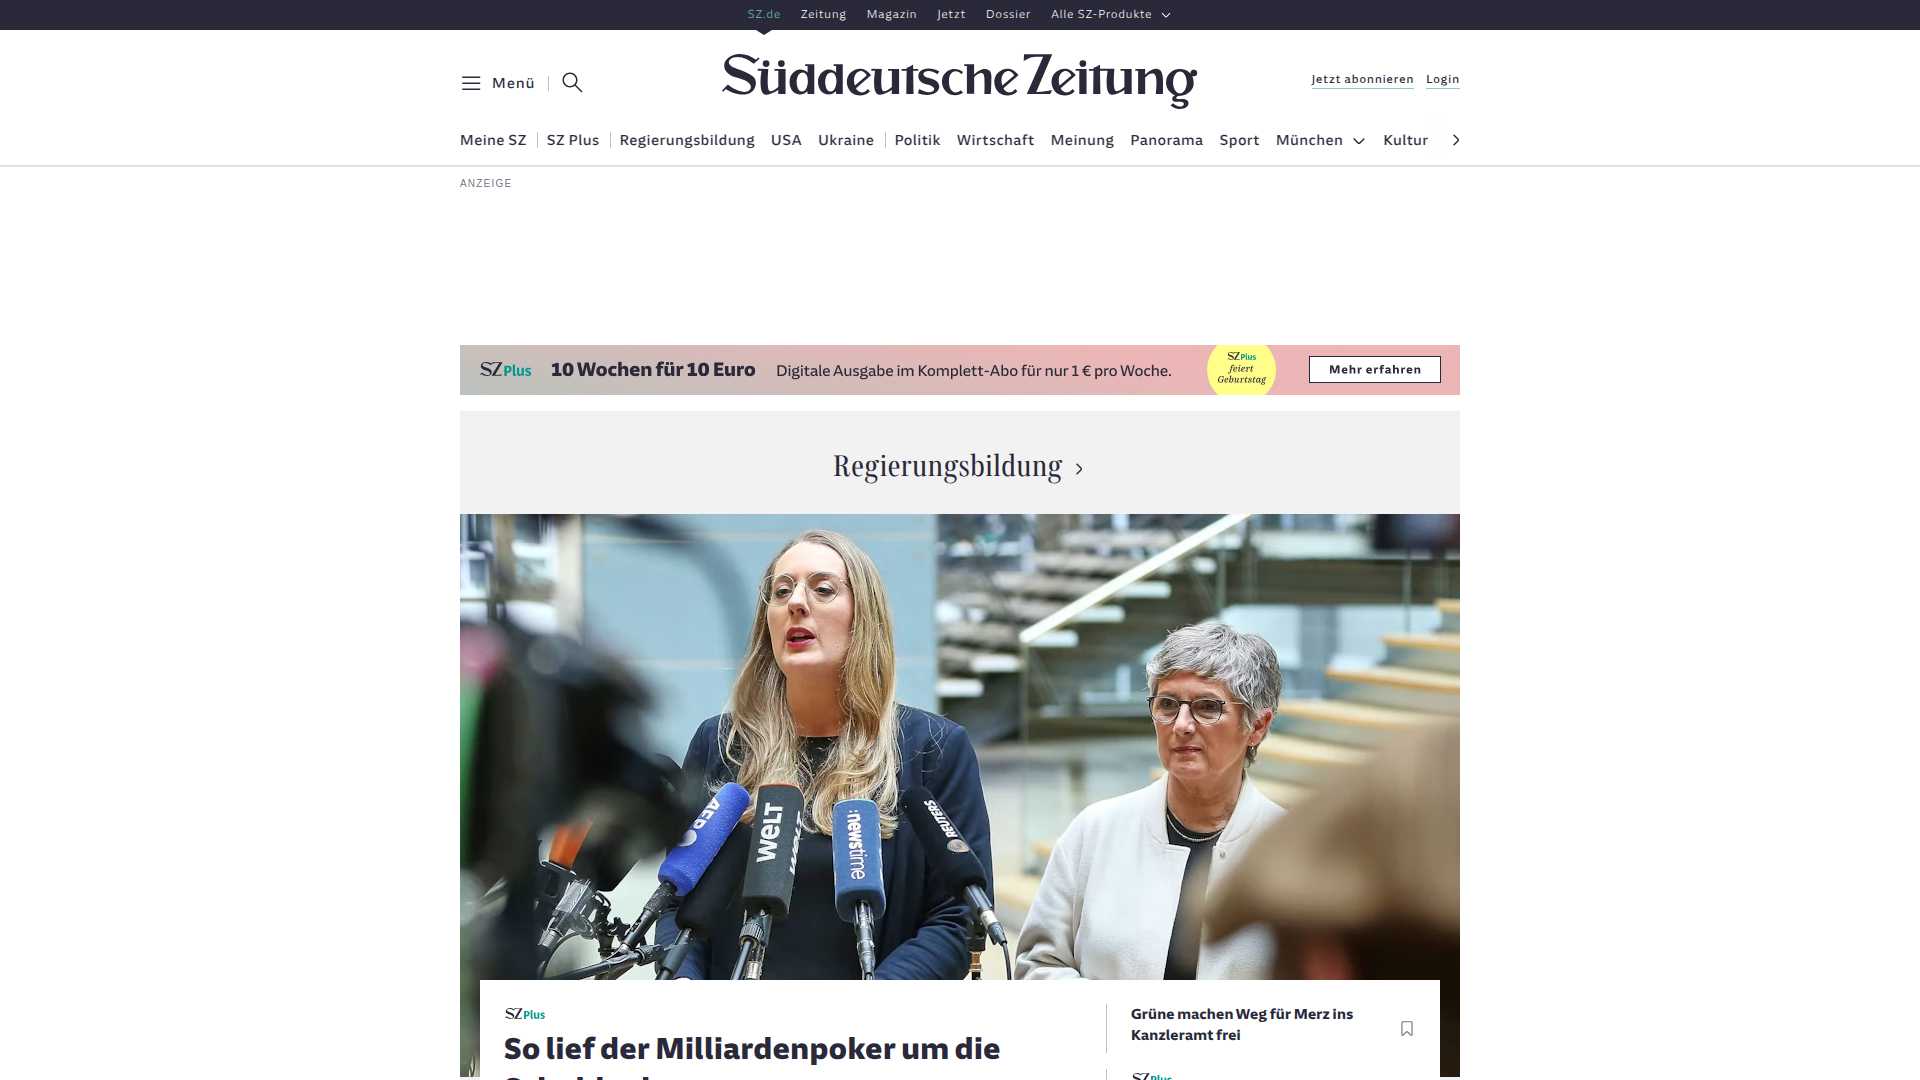 SZ.de Zeitung Magazin Jetzt Dossier Alle SZ-Produkte
Menü
Süddeutsche Zeitung
Jetzt abonnieren Login
Meine SZ SZ Plus Regierungsbildung USA Ukraine Politik Wirtschaft Meinung Panorama Sport München Kultur
ANZEIGE
SZ Plus 10 Wochen für 10 Euro Digitale Ausgabe im Komplett-Abo für nur 1 € pro Woche.
SZ Plus
feiert
Geburtstag
Mehr erfahren
Regierungsbildung
AFP
WELT
:newstime
REUTERS
SZ Plus
So lief der Milliardenpoker um die
Grüne machen Weg für Merz ins
Kanzleramt frei
SZ Plus